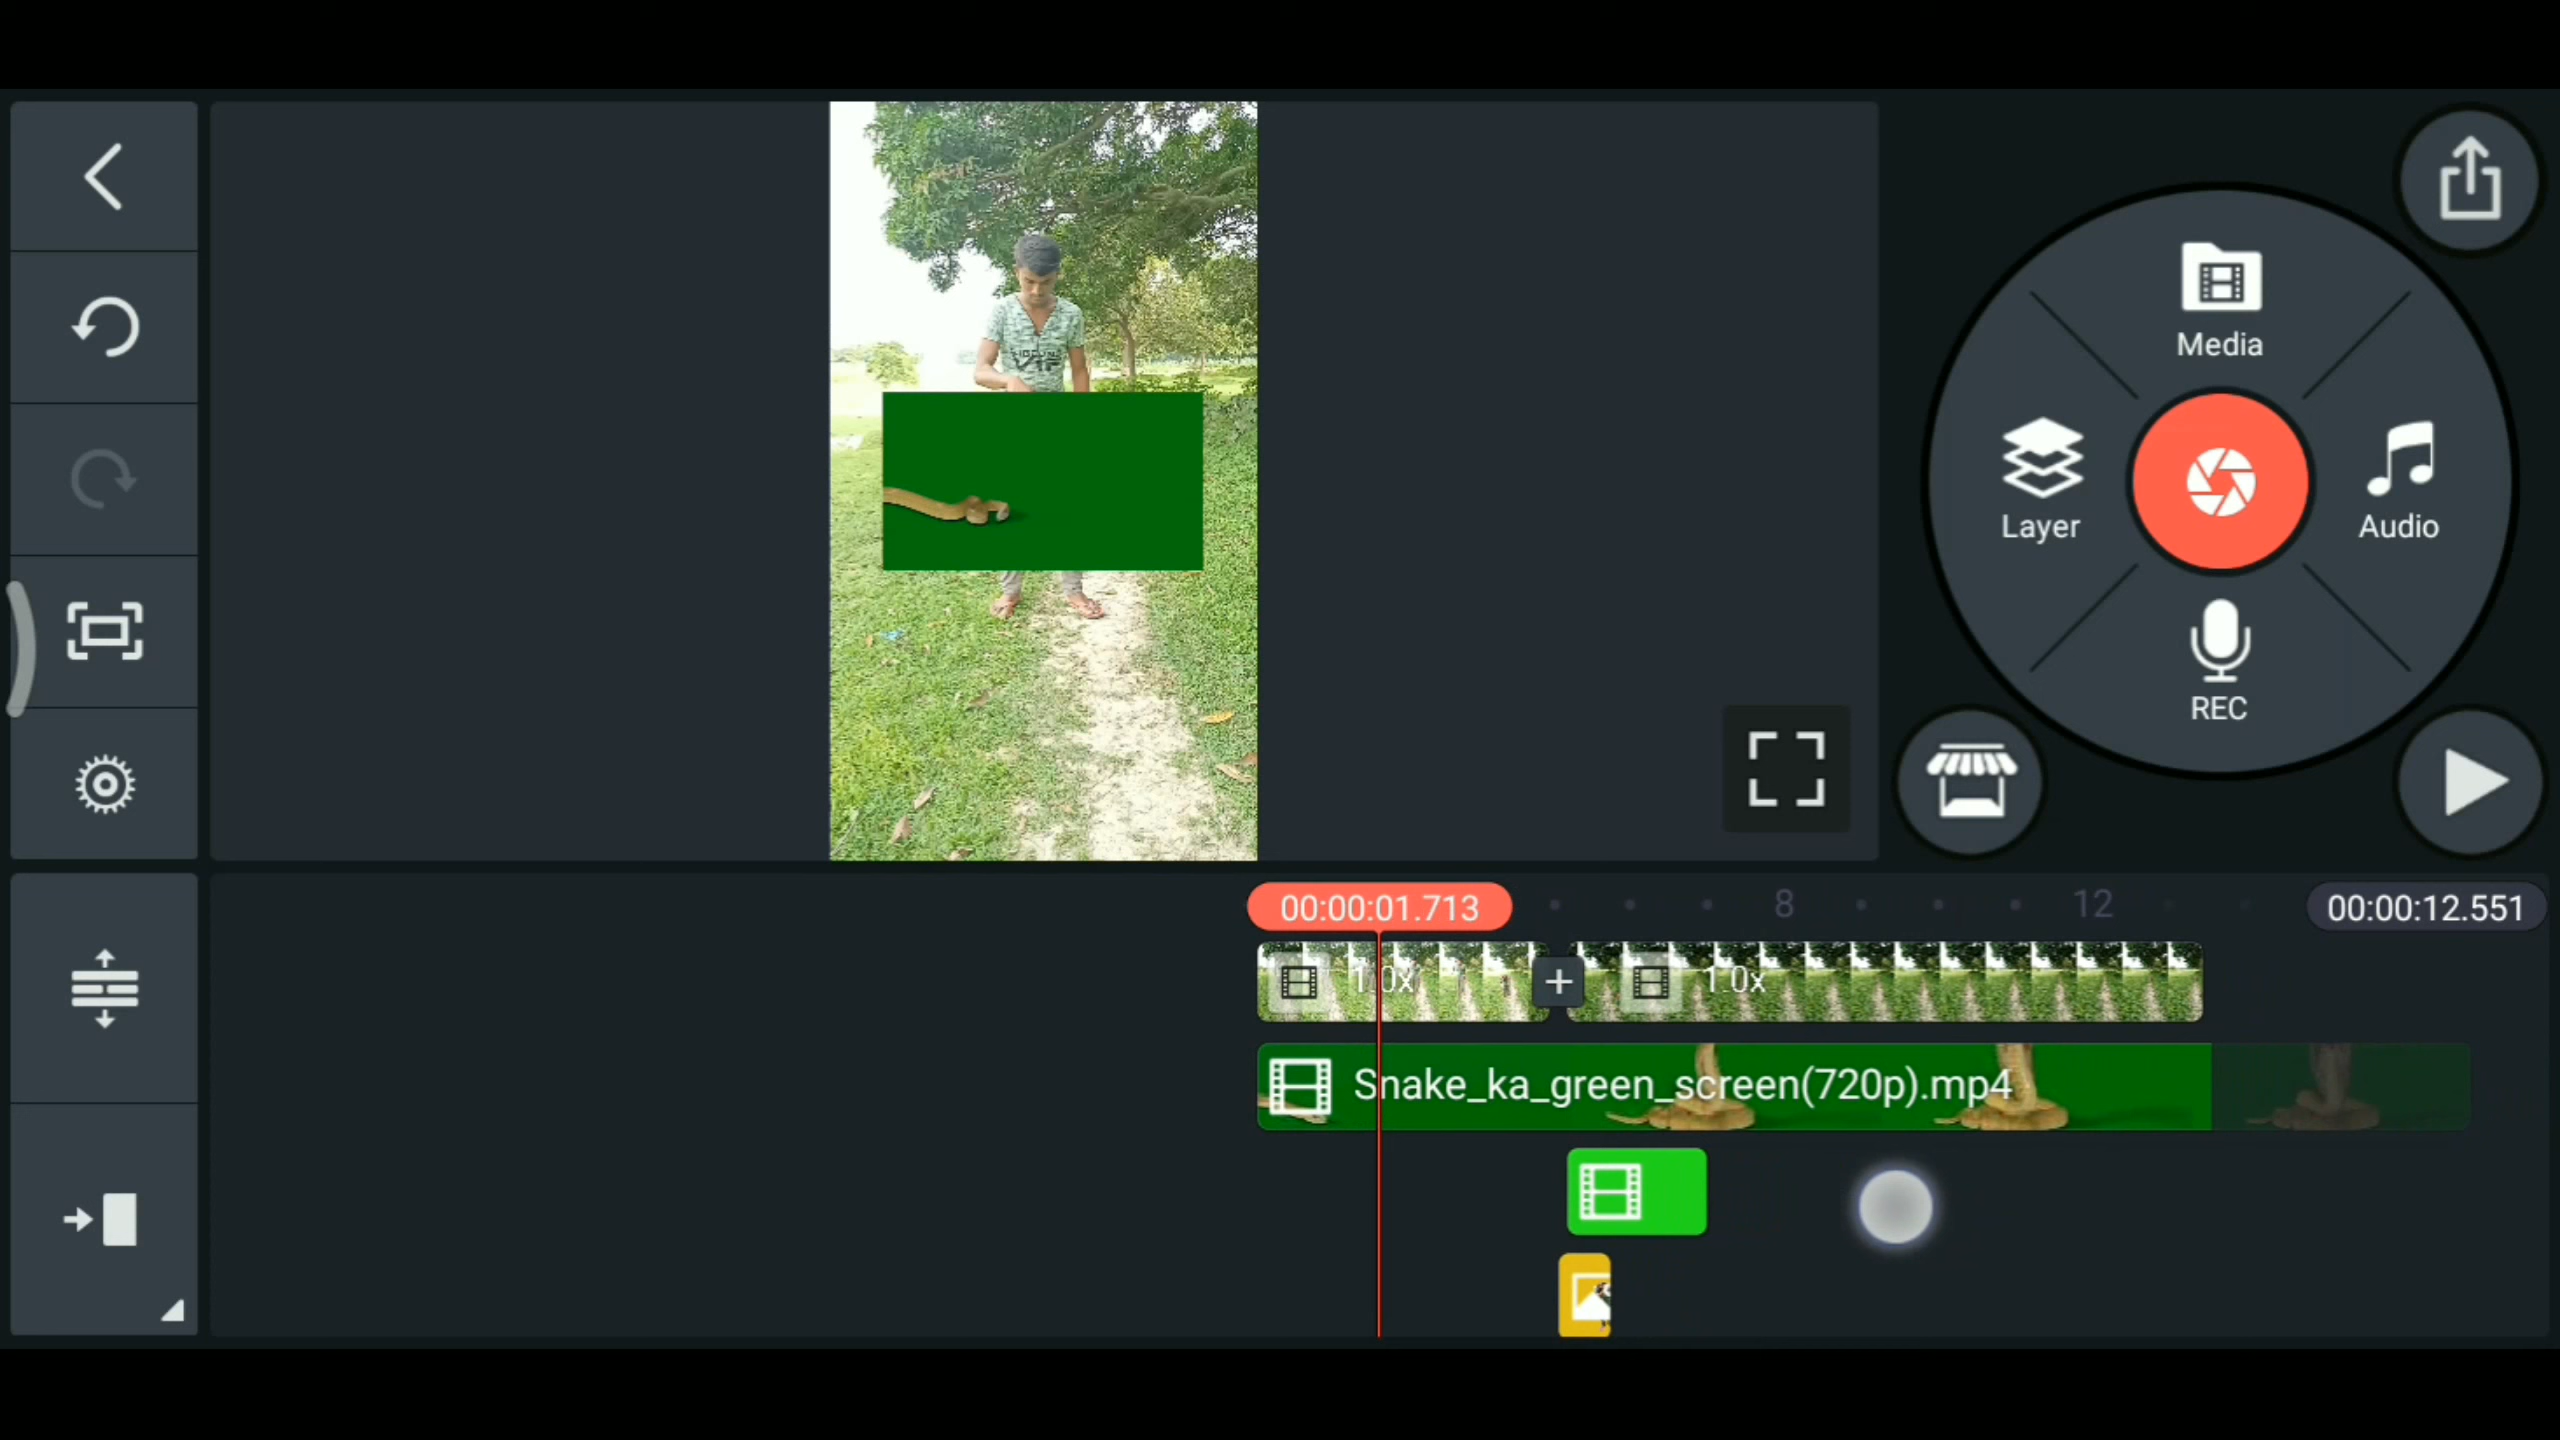 Media
Layer
Audio
REC
VIP
00:00:01.713
8
12
00:00:12.551
1.0x
1.0x
Snake_ka_green_screen(720p).mp4